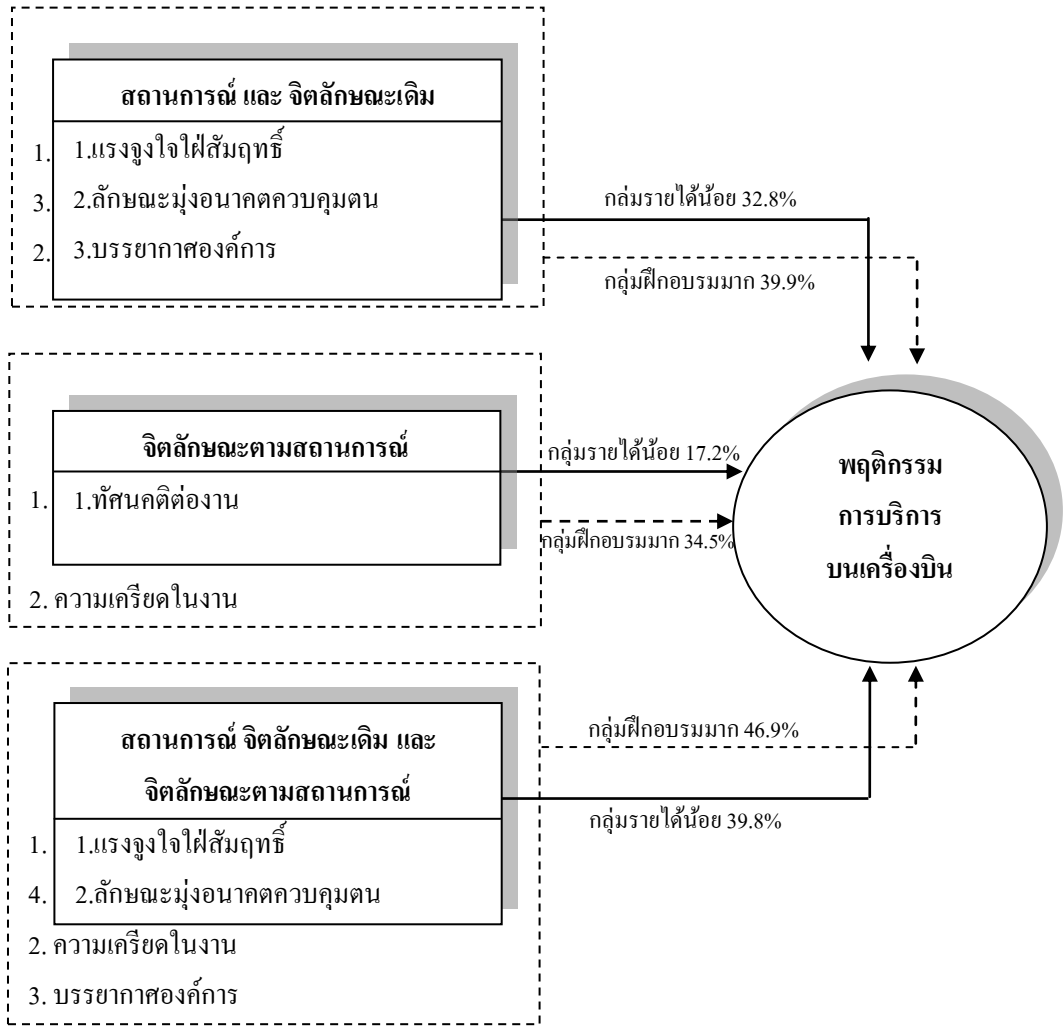 สถานการณ์ และ จิตลักษณะเดิม
1. 1.แรงจูงใจใฝ่สัมฤทธิ์
3. 2.ลักษณะมุ่งอนาคตควบคุมตน
2. 3.บรรยากาศองค์การ
กล่มรายได้น้อย 32.8%
กลุ่มฝึกอบรมมาก 39.9%
จิตลักษณะตามสถานการณ์
1. 1.ทัศนคติต่องาน
2. ความเครียดในงาน
กลุ่มรายได้น้อย 17.2%
กลุ่มฝึกอบรมมาก 34.5%
พฤติกรรม
การบริการ
บนเครื่องบิน
สถานการณ์ จิตลักษณะเดิม และ
จิตลักษณะตามสถานการณ์
1. 1.แรงจูงใจใฝ่สัมฤทธิ์
4. 2.ลักษณะมุ่งอนาคตควบคุมตน
2. ความเครียดในงาน
3. บรรยากาศองค์การ
กลุ่มฝึกอบรมมาก 46.9%
กลุ่มรายได้น้อย 39.8%